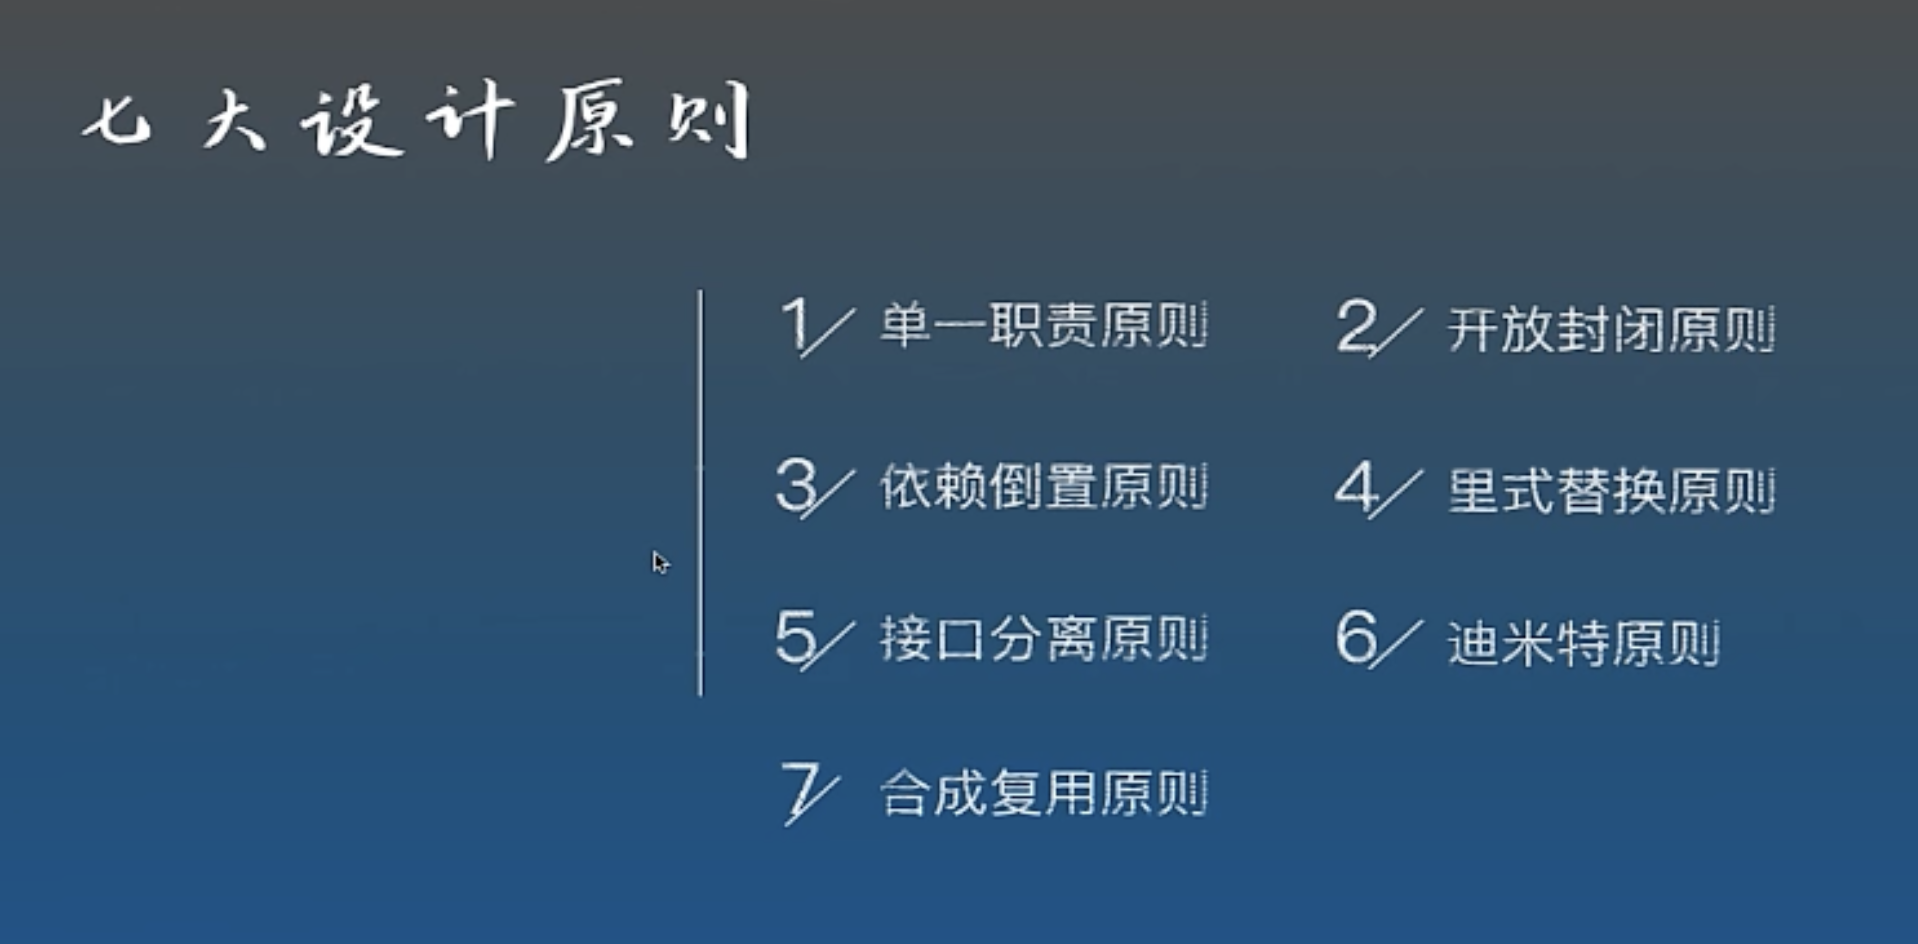 七大设计原则
1/ 单一职责原则
2/ 开放封闭原则
3/ 依赖倒置原则
4/ 里式替换原则
5/ 接口分离原则
6/ 迪米特原则
7/ 合成复用原则